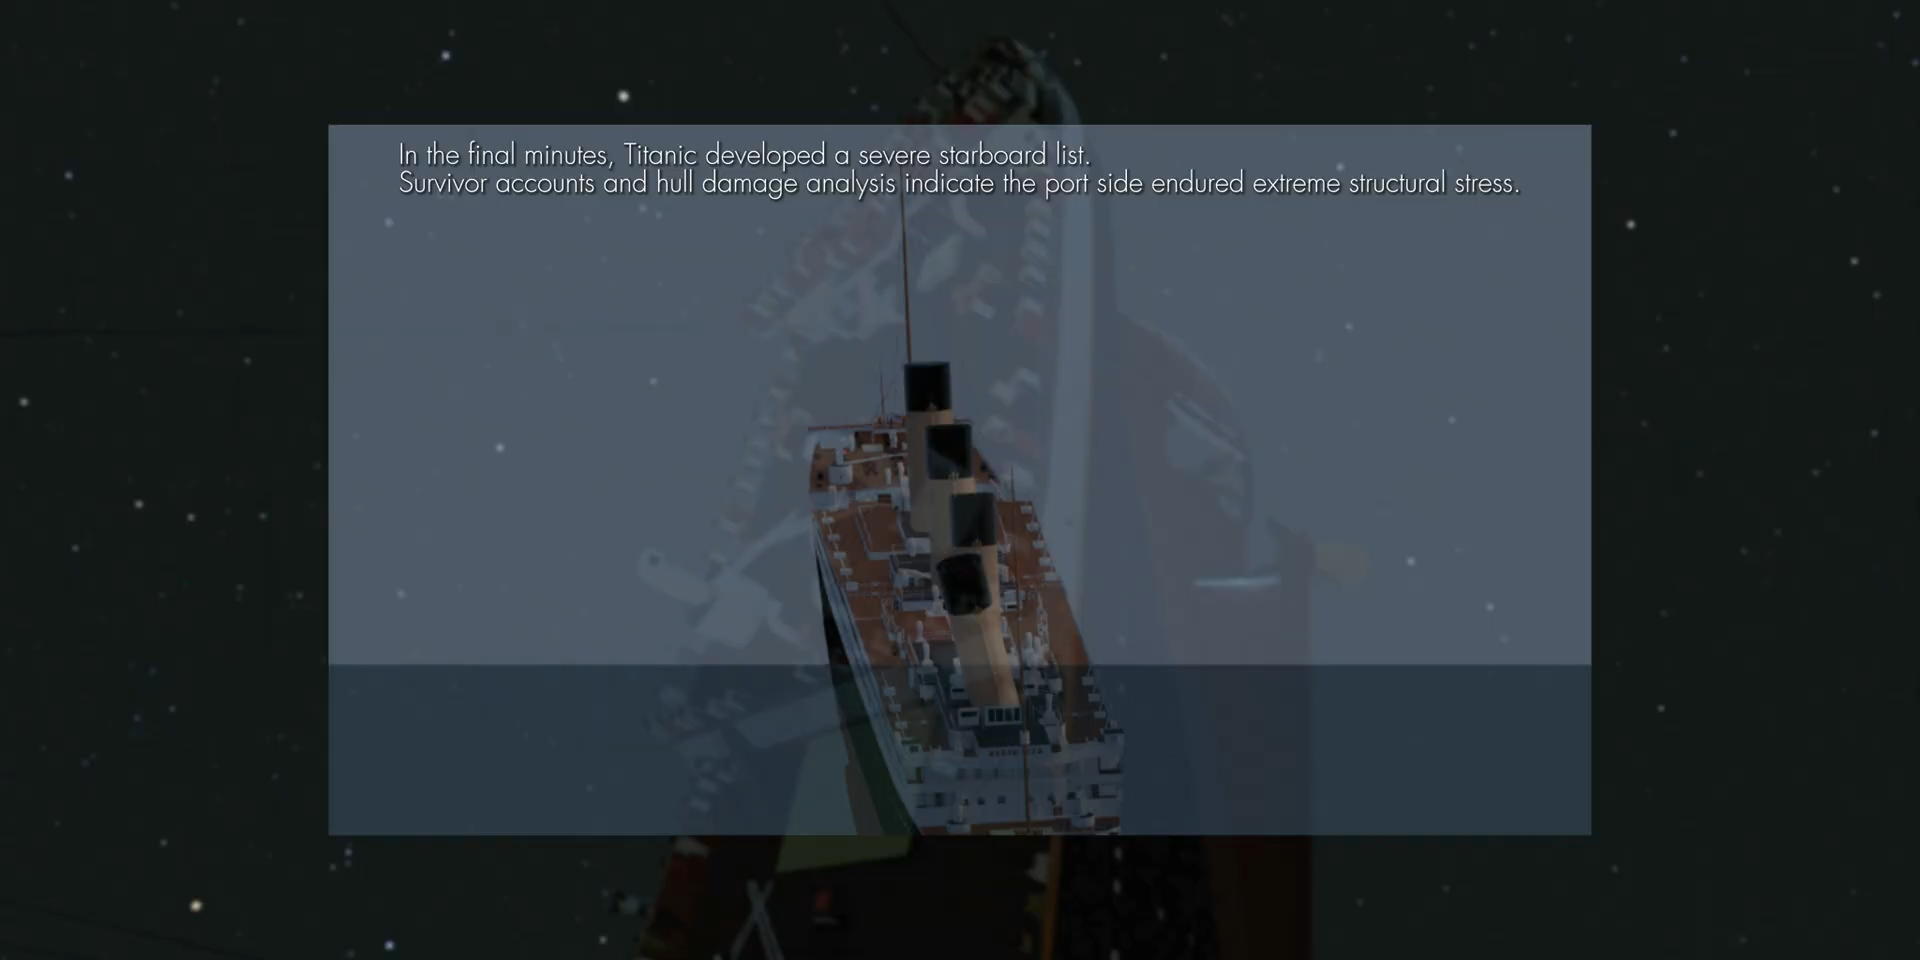 In the final minutes, Titanic developed a severe starboard list.
Survivor accounts and hull damage analysis indicate the port side endured extreme structural stress.